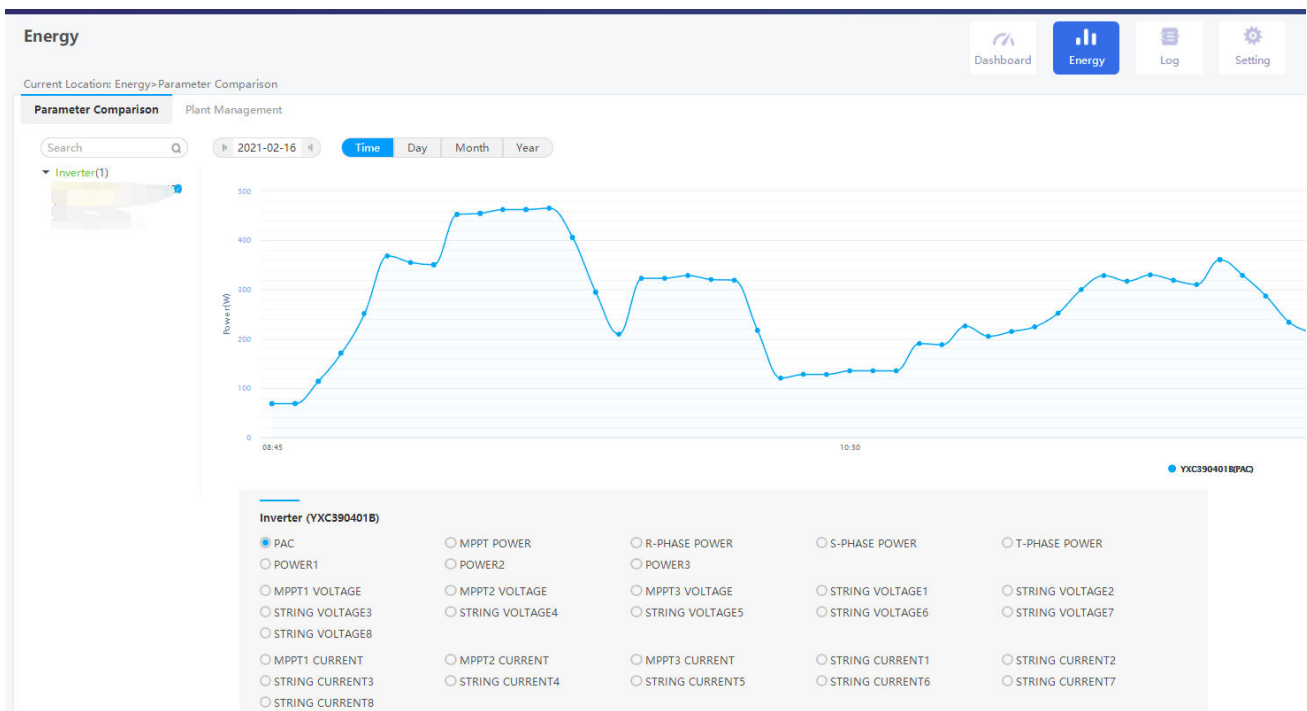 Energy
Dashboard Energy Log Setting
Current Location: Energy>Parameter Comparison
Parameter Comparison Plant Management
Search 2021-02-16 Time Day Month Year
Inverter(1)
500
400
300
200
100
0
Power(W)
08:45 10:50
YXC390401B(PAC)
Inverter (YXC390401B)
PAC MPPT POWER R-PHASE POWER S-PHASE POWER T-PHASE POWER
POWER1 POWER2 POWER3
MPPT1 VOLTAGE MPPT2 VOLTAGE MPPT3 VOLTAGE STRING VOLTAGE1 STRING VOLTAGE2
STRING VOLTAGE3 STRING VOLTAGE4 STRING VOLTAGE5 STRING VOLTAGE6 STRING VOLTAGE7
STRING VOLTAGE8
MPPT1 CURRENT MPPT2 CURRENT MPPT3 CURRENT STRING CURRENT1 STRING CURRENT2
STRING CURRENT3 STRING CURRENT4 STRING CURRENT5 STRING CURRENT6 STRING CURRENT7
STRING CURRENT8